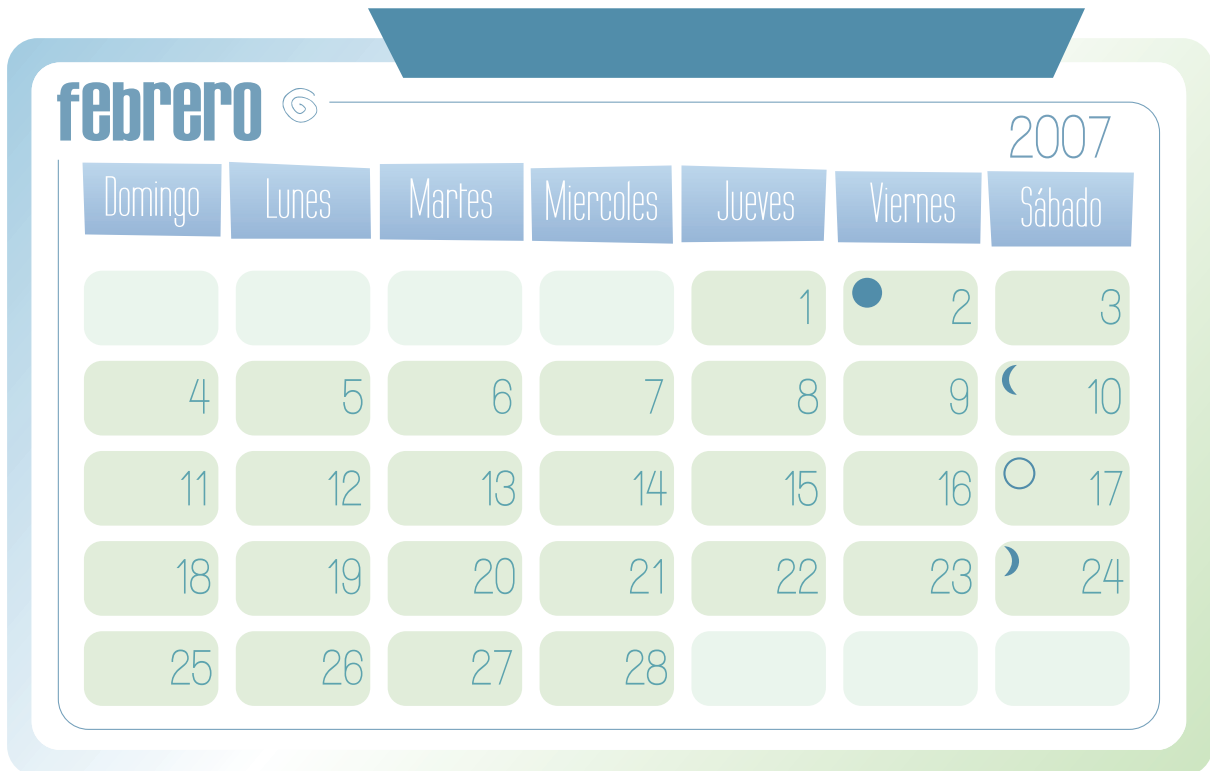 febrero
2007
Domingo Lunes Martes Miercoles Jueves Viernes Sábado
1 2 3
4 5 6 7 8 9 10
11 12 13 14 15 16 17
18 19 20 21 22 23 24
25 26 27 28